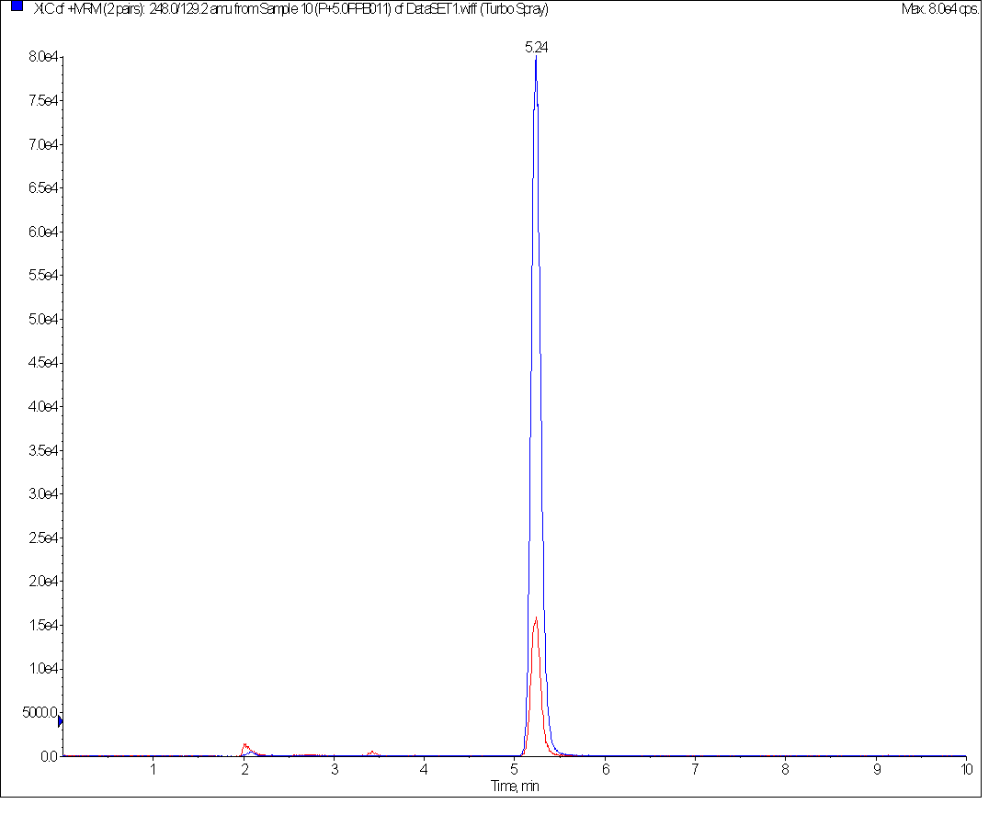 XIC of +MRM (2 pairs): 248.0/129.2 amu from Sample 10 (P+5.0PPB011) of DataSET1.wiff (Turbo Spray)
Max. 8.0e4 cps.
5.24
8.0e4
7.5e4
7.0e4
6.5e4
6.0e4
5.5e4
5.0e4
4.5e4
4.0e4
3.5e4
3.0e4
2.5e4
2.0e4
1.5e4
1.0e4
5000.0
0.0
1 2 3 4 5 6 7 8 9 10
Time, min